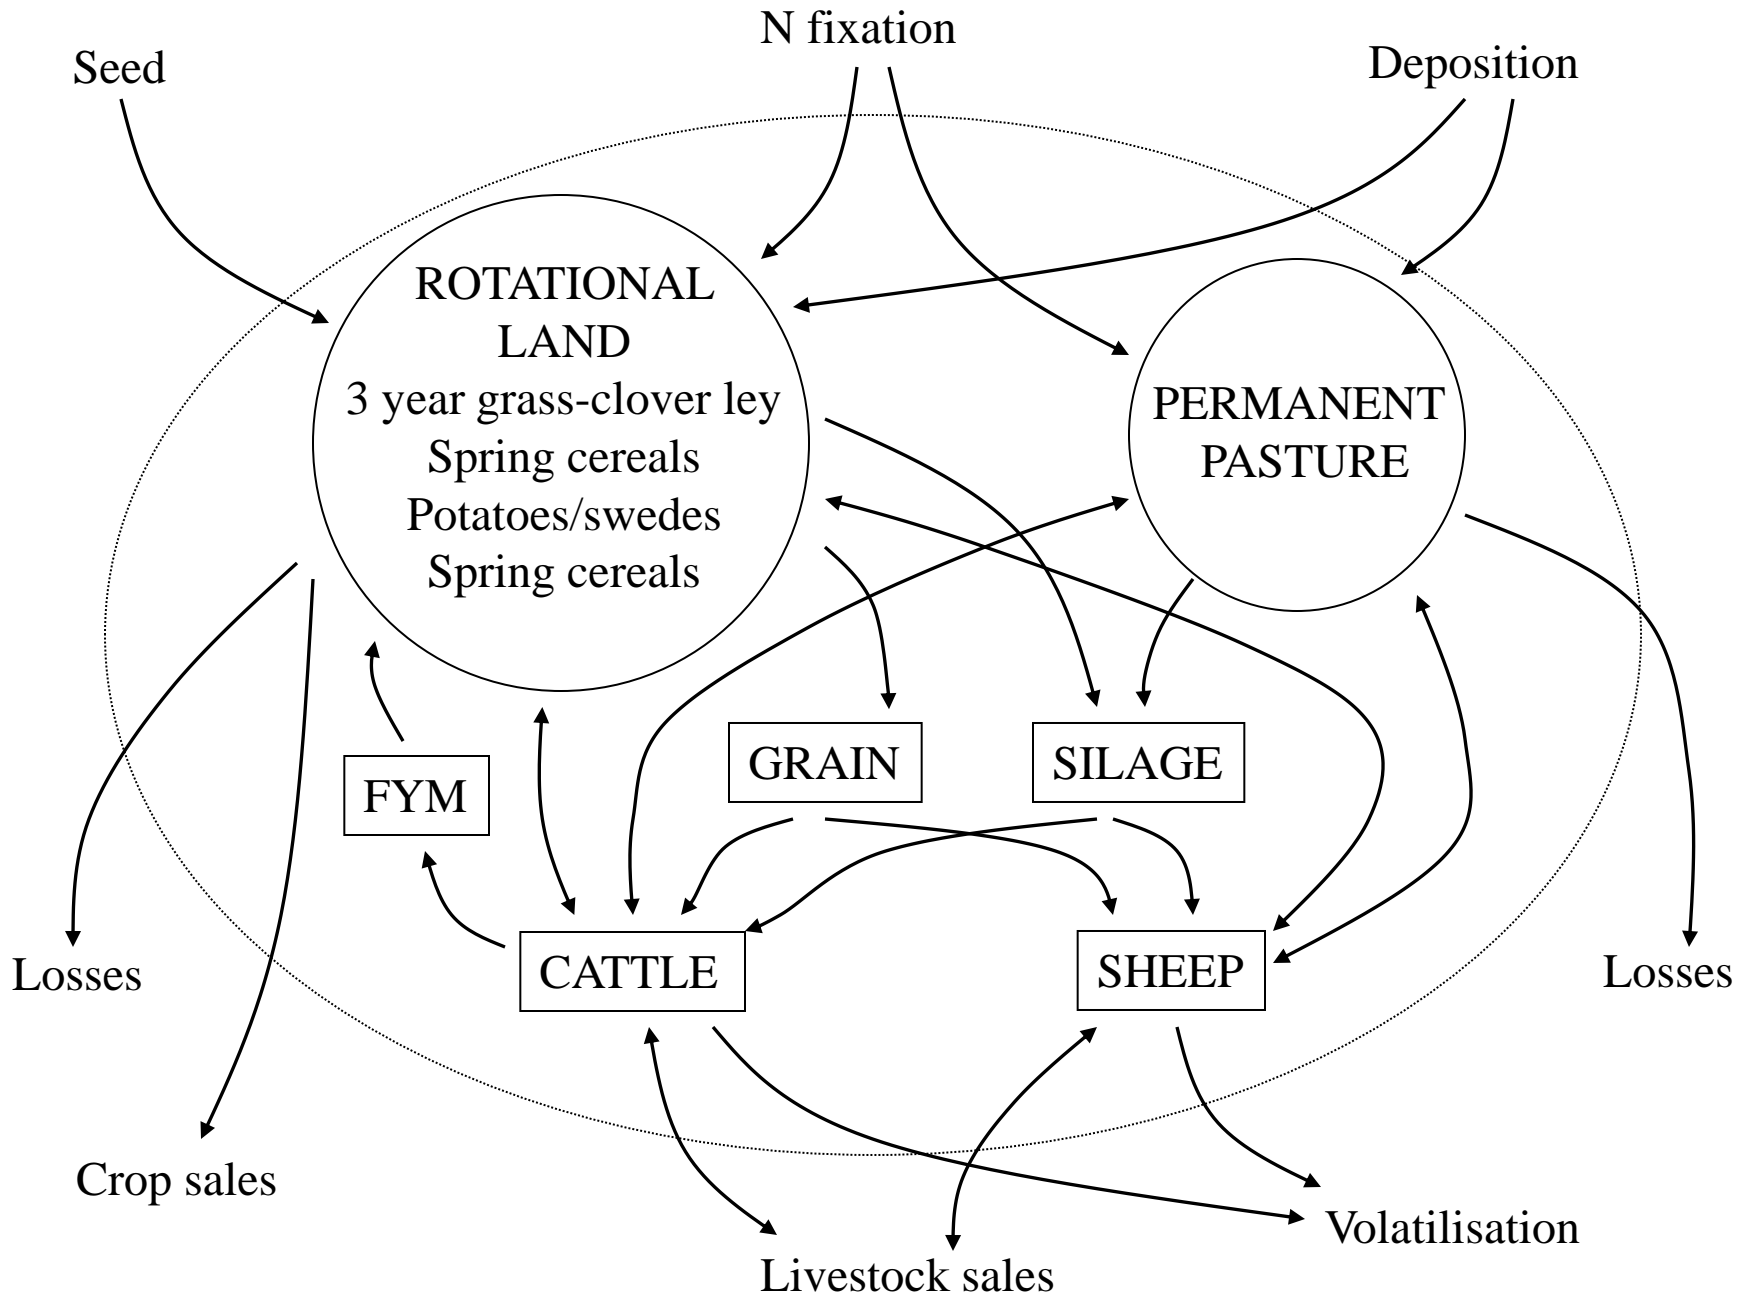 N fixation
Seed
Deposition
ROTATIONAL
LAND
3 year grass-clover ley
Spring cereals
Potatoes/swedes
Spring cereals
PERMANENT
PASTURE
GRAIN
SILAGE
FYM
CATTLE
SHEEP
Losses
Losses
Crop sales
Volatilisation
Livestock sales